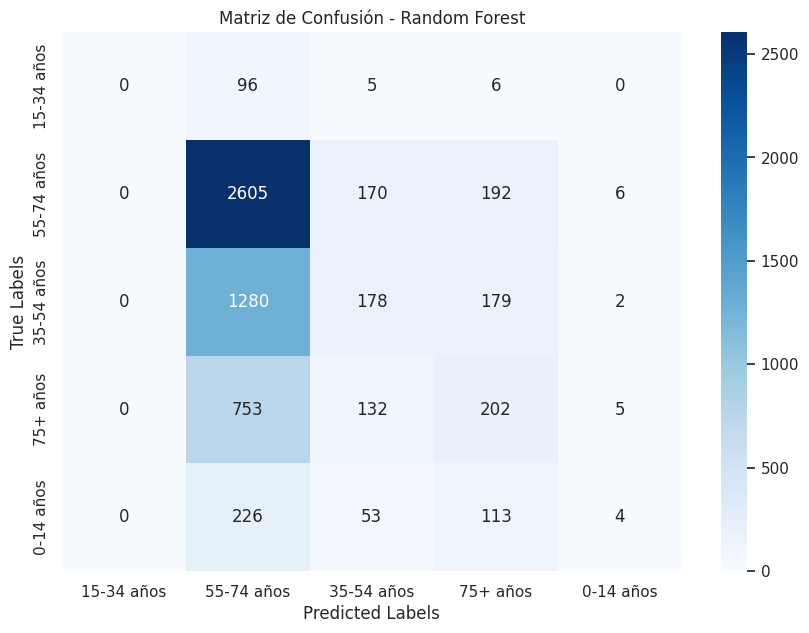 Matriz de Confusión - Random Forest
True Labels
15-34 años
0 96 5 6 0
55-74 años
0 2605 170 192 6
35-54 años
0 1280 178 179 2
75+ años
0 753 132 202 5
0-14 años
0 226 53 113 4
15-34 años 55-74 años 35-54 años 75+ años 0-14 años
Predicted Labels
2500
2000
1500
1000
500
0